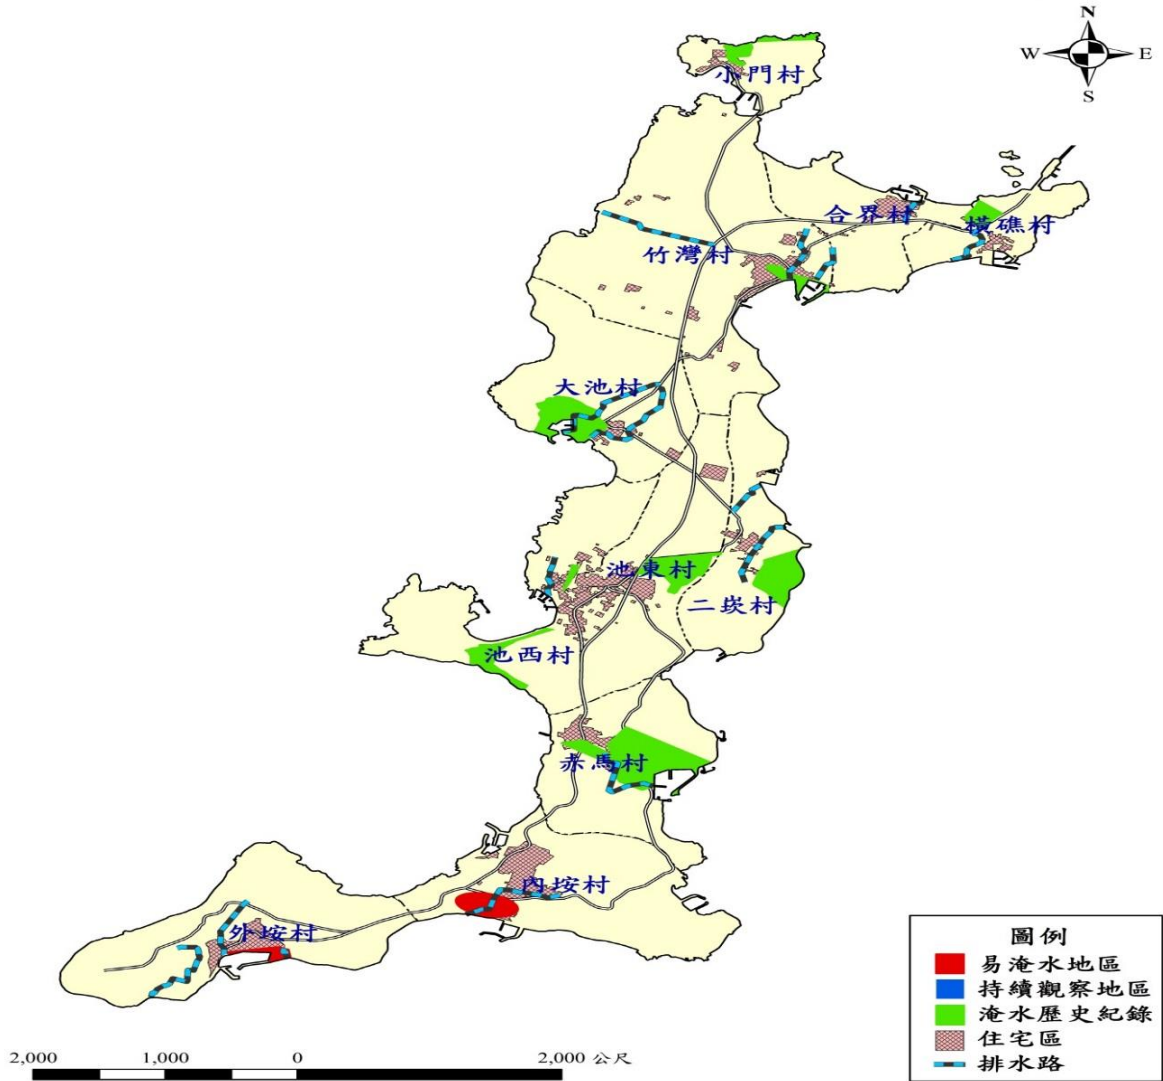 N
W
E
S
小門村
合界村
橫礁村
竹灣村
大池村
池東村
二崁村
池西村
赤馬村
內垵村
外垵村
圖例
易淹水地區
持續觀察地區
淹水歷史紀錄
住宅區
排水路
2,000 1,000 0 2,000 公尺